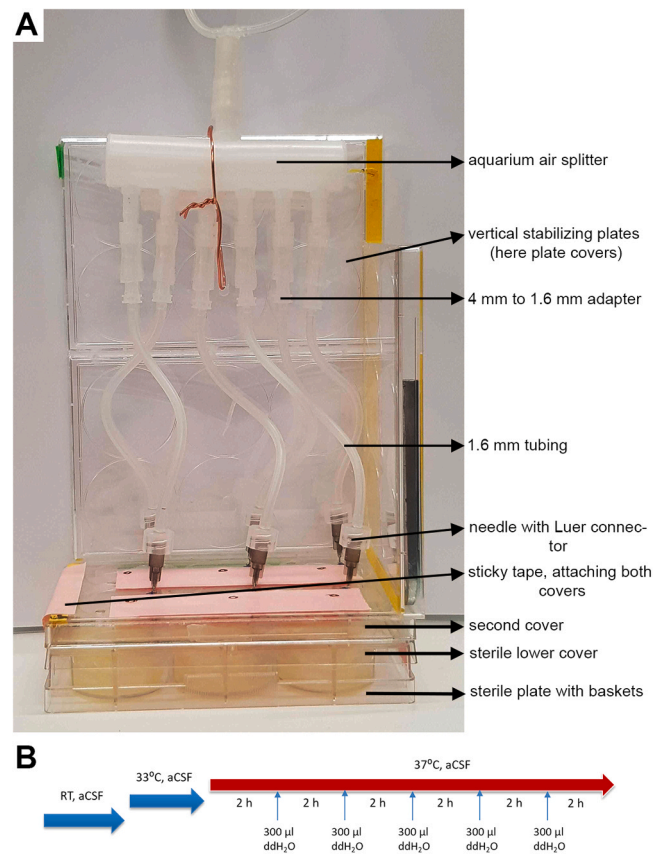 A
aquarium air splitter
vertical stabilizing plates
(here plate covers)
4 mm to 1.6 mm adapter
1.6 mm tubing
needle with Luer connec-
tor
sticky tape, attaching both
covers
second cover
sterile lower cover
sterile plate with baskets
B
RT, aCSF
33⁰C, aCSF
37⁰C, aCSF
2 h 2 h 2 h 2 h 2 h 2 h
300 µl 300 µl 300 µl 300 µl 300 µl
ddH₂O ddH₂O ddH₂O ddH₂O ddH₂O